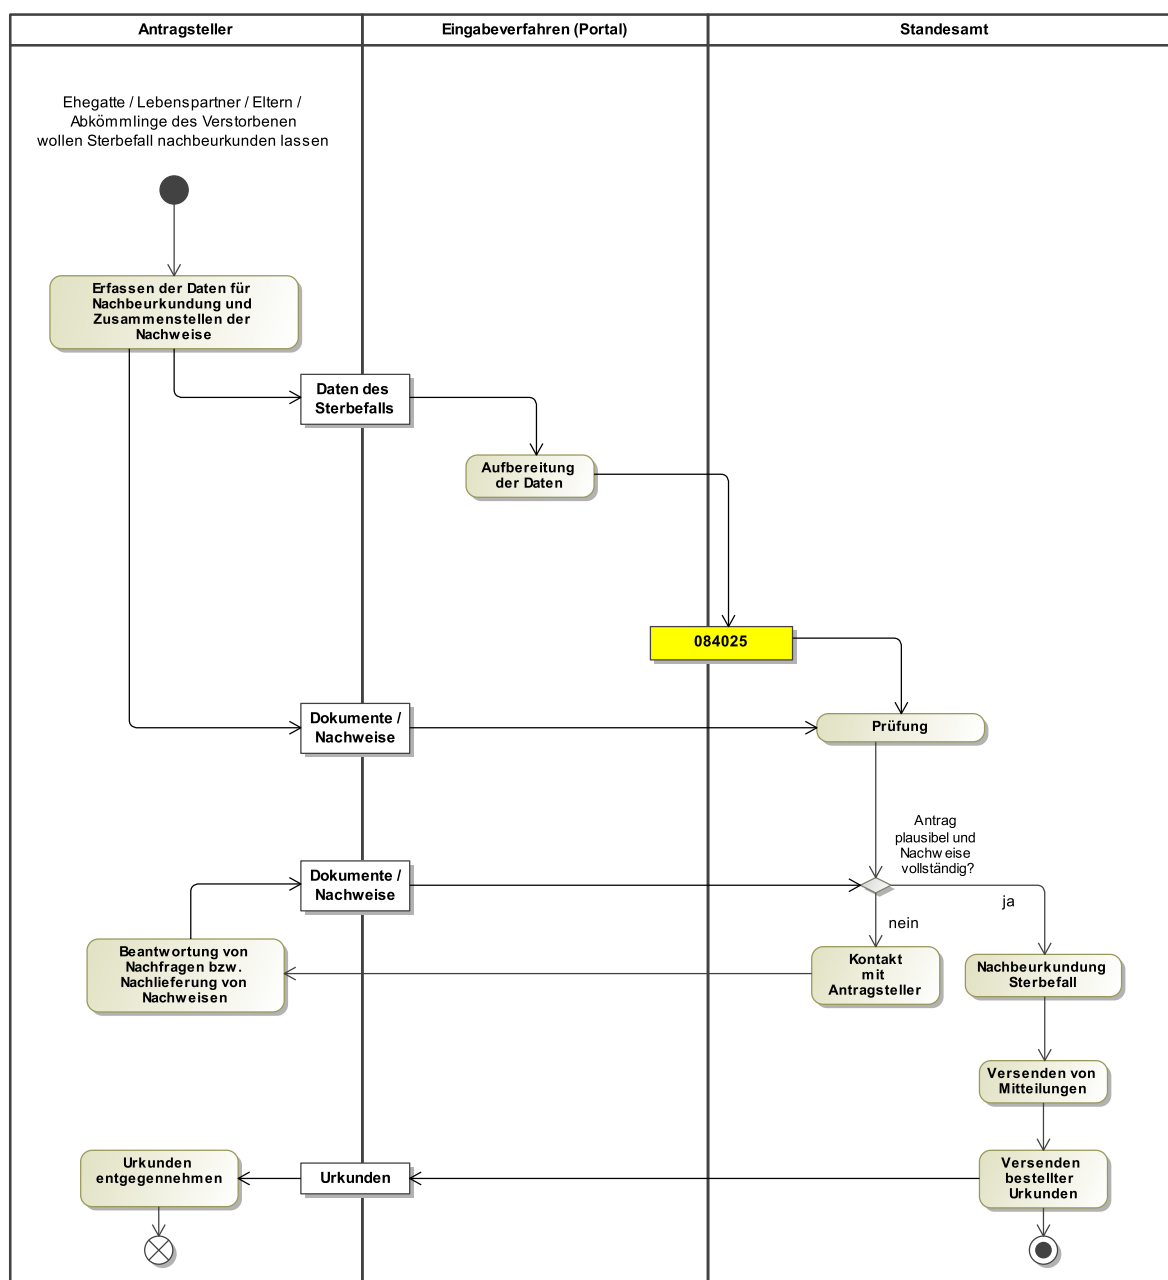 Antragsteller
Eingabeverfahren (Portal)
Standesamt
Ehegatte / Lebenspartner / Eltern /
Abkömmlinge des Verstorbenen
wollen Sterbefall nachbeurkunden lassen
Erfassen der Daten für
Nachbeurkundung und
Zusammenstellen der
Nachweise
Daten des
Sterbefalls
Aufbereitung
der Daten
084025
Dokumente /
Nachweise
Prüfung
Antrag
plausibel und
Nachweise
vollständig?
Dokumente /
Nachweise
ja
nein
Beantwortung von
Nachfragen bzw.
Nachlieferung von
Nachweisen
Kontakt
mit
Antragsteller
Nachbeurkundung
Sterbefall
Versenden von
Mitteilungen
Urkunden
entgegennehmen
Urkunden
Versenden
bestellter
Urkunden